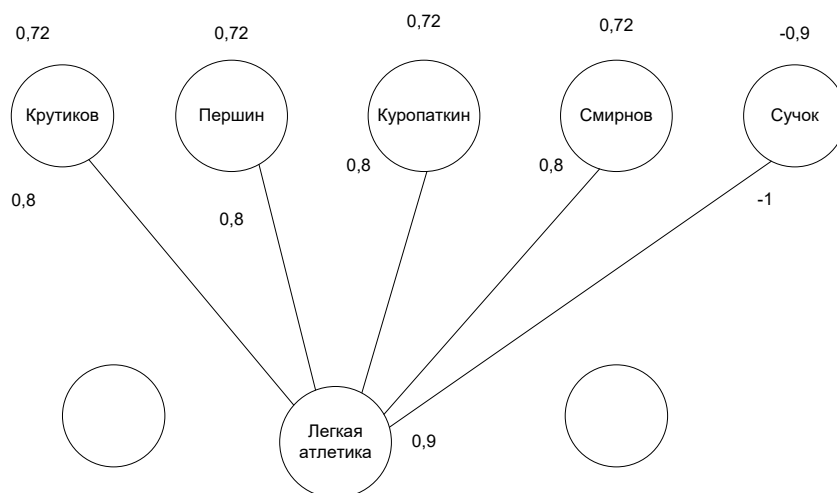 0,72
0,72
0,72
0,72
-0,9
Крутиков
Першин
Куропаткин
Смирнов
Сучок
0,8
0,8
0,8
0,8
-1
Легкая
атлетика
0,9